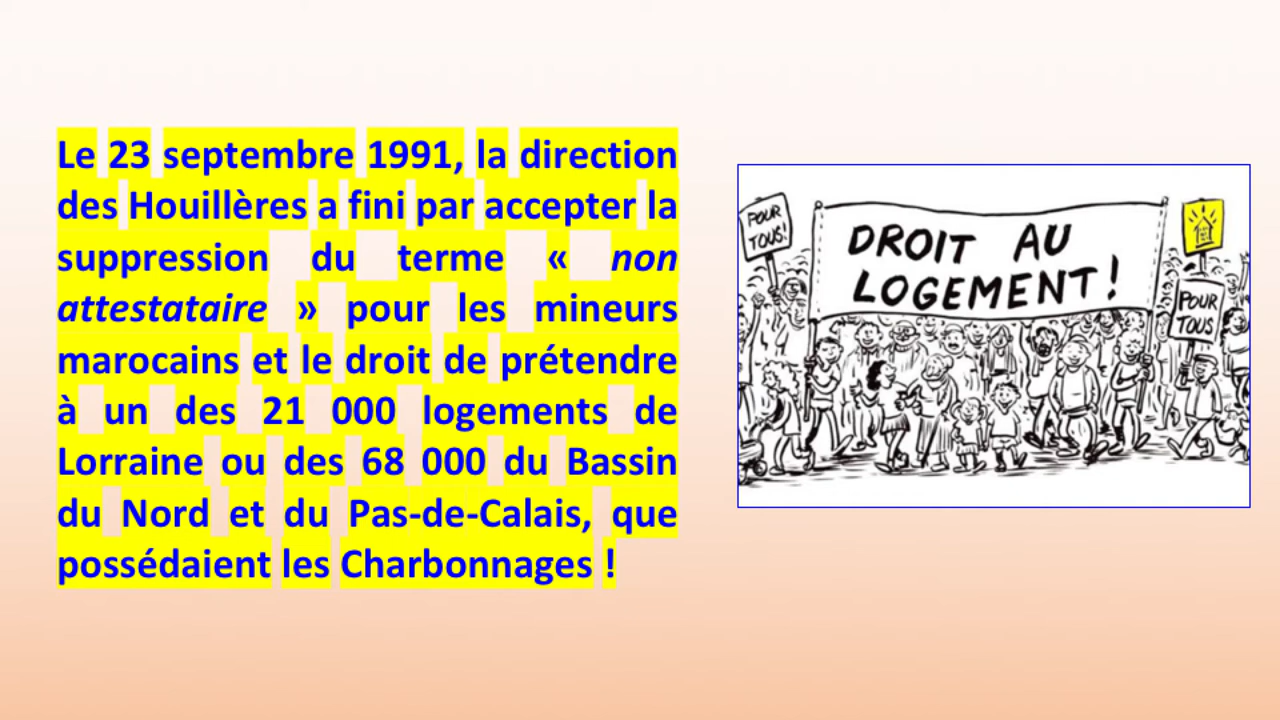 Le 23 septembre 1991, la direction
des Houillères a fini par accepter la
suppression du terme « non
attestataire » pour les mineurs
marocains et le droit de prétendre
à un des 21 000 logements de
Lorraine ou des 68 000 du Bassin
du Nord et du Pas-de-Calais, que
possédaient les Charbonnages !
POUR
TOUS!
DROIT AU
LOGEMENT!
POUR
TOUS